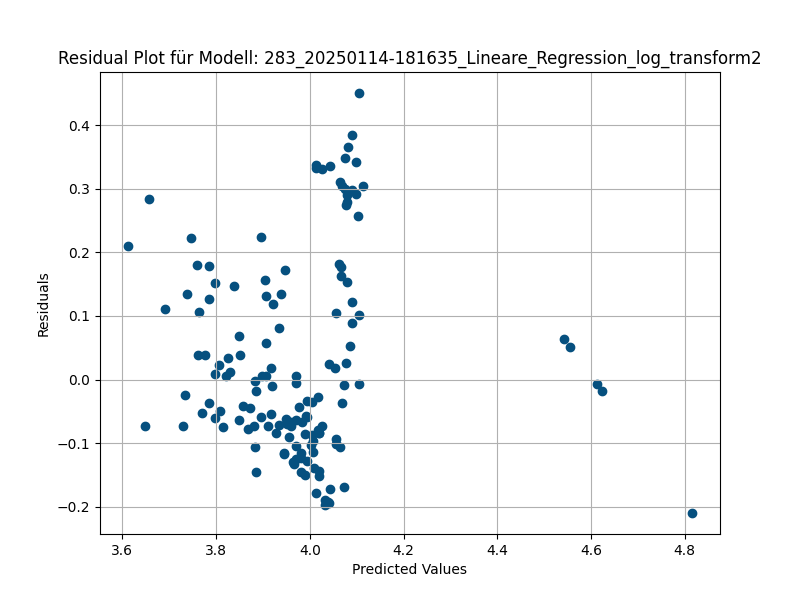 Residual Plot für Modell: 283_20250114-181635_Lineare_Regression_log_transform2
0.4
0.3
0.2
0.1
0.0
−0.1
−0.2
Residuals
3.6 3.8 4.0 4.2 4.4 4.6 4.8
Predicted Values